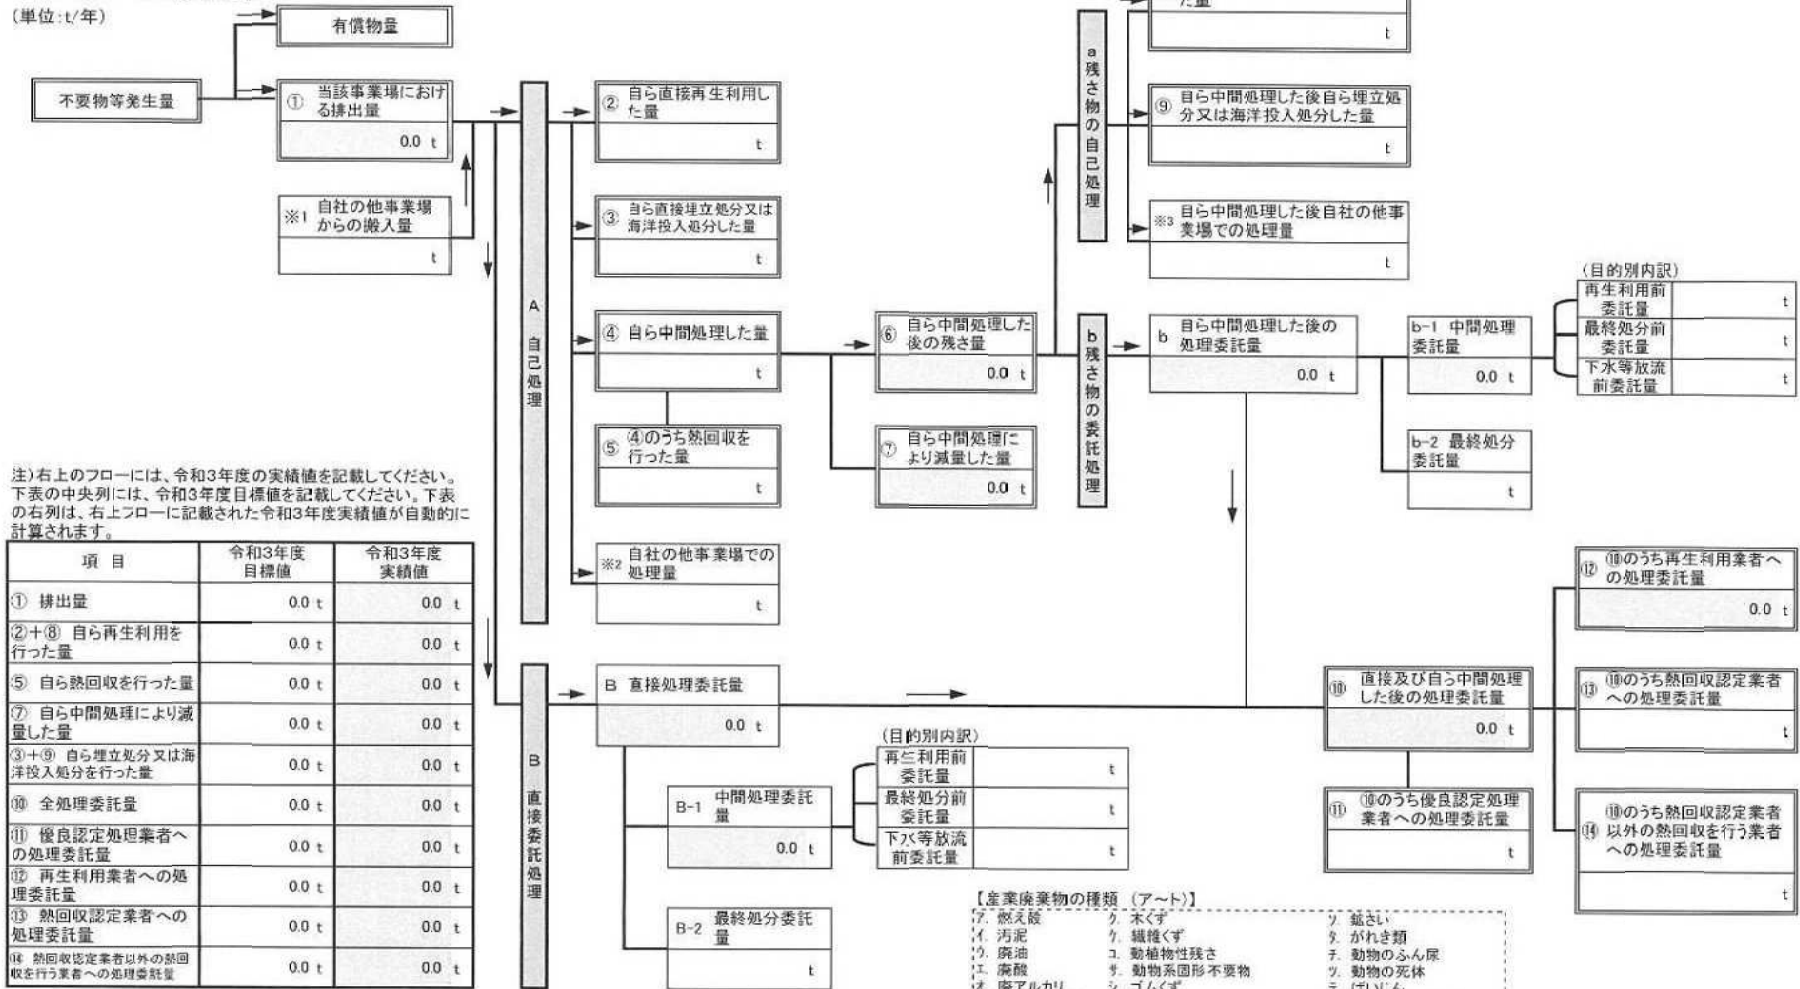 (単位:t/年)
有償物量
不要物等発生量
① 当該事業場におけ
る排出量
0.0 t
※1 自社の他事業場
からの搬入量
t
A 自己処理
② 自ら直接再生利用し
た量
t
③ 自ら直接埋立処分又は
海洋投入処分した量
t
④ 自ら中間処理した量
t
⑤ ④のうち熱回収を
行った量
t
※2 自社の他事業場での
処理量
t
⑥ 自ら中間処理した
後の残さ量
0.0 t
⑦ 自ら中間処理に
より減量した量
0.0 t
a 残さ物の自己処理
た量
t
⑨ 自ら中間処理した後自ら埋立処
分又は海洋投入処分した量
t
※3 自ら中間処理した後自社の他事
業場での処理量
t
b 残さ物の委託処理
b 自ら中間処理した後の
処理委託量
0.0 t
b-1 中間処理
委託量
0.0 t
b-2 最終処分
委託量
t
(目的別内訳)
再生利用前
委託量
t
最終処分前
委託量
t
下水等放流
前委託量
t
注)右上のフローには、令和3年度の実績値を記載してください。
下表の中央列には、令和3年度目標値を記載してください。下表
の右列は、右上フローに記載された令和3年度実績値が自動的に
計算されます。
項 目 令和3年度 目標値 令和3年度 実績値
① 排出量 0.0 t 0.0 t
②+⑧ 自ら再生利用を
行った量 0.0 t 0.0 t
⑤ 自ら熱回収を行った量 0.0 t 0.0 t
⑦ 自ら中間処理により減
量した量 0.0 t 0.0 t
③+⑨ 自ら埋立処分又は海
洋投入処分を行った量 0.0 t 0.0 t
⑩ 全処理委託量 0.0 t 0.0 t
⑪ 優良認定処理業者へ
の処理委託量 0.0 t 0.0 t
⑫ 再生利用業者への処
理委託量 0.0 t 0.0 t
⑬ 熱回収認定業者への
処理委託量 0.0 t 0.0 t
⑭ 熱回収認定業者以外の熱回
収を行う業者への処理委託量 0.0 t 0.0 t
B 直接委託処理
B 直接処理委託量
0.0 t
B-1 中間処理委託
量
0.0 t
B-2 最終処分委託
量
t
(目的別内訳)
再生利用前
委託量
t
最終処分前
委託量
t
下水等放流
前委託量
t
⑩ 直接及び自ら中間処理
した後の処理委託量
0.0 t
⑪ ⑩のうち優良認定処理
業者への処理委託量
t
⑫ ⑩のうち再生利用業者へ
の処理委託量
0.0 t
⑬ ⑩のうち熱回収認定業者
への処理委託量
t
⑭ ⑩のうち熱回収認定業者
以外の熱回収を行う業者
への処理委託量
t
【産業廃棄物の種類 (ア~ト)】
ア. 燃え殻 ク. 木くず ソ. 鉱さい
イ. 汚泥 ケ. 繊維くず タ. がれき類
ウ. 廃油 コ. 動植物性残さ チ. 動物のふん尿
エ. 廃酸 サ. 動物系固形不要物 ツ. 動物の死体
オ. 廃アルカリ シ. ゴムくず テ. ばいじん